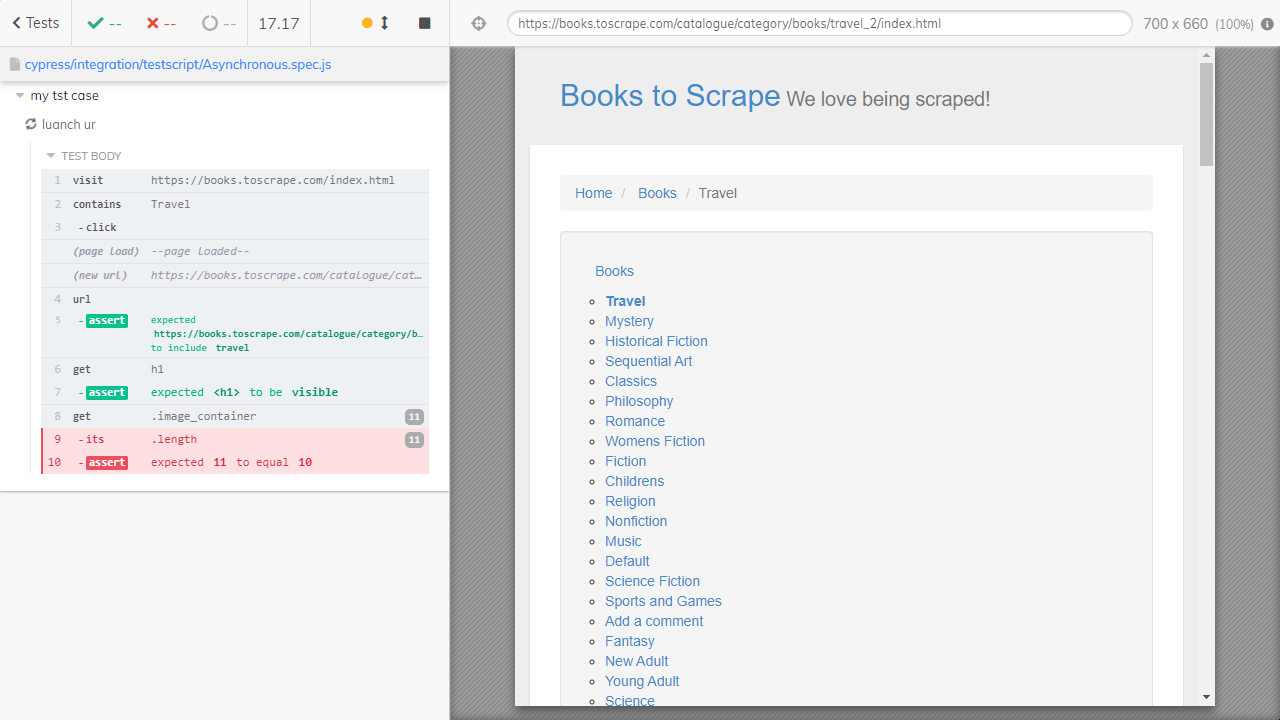 Tests
--
--
--
17.17
https://books.toscrape.com/catalogue/category/books/travel_2/index.html
700 x 660 (100%)
cypress/integration/testscript/Asynchronous.spec.js
my tst case
luanch ur
TEST BODY
1 visit https://books.toscrape.com/index.html
2 contains Travel
3 -click
(page load) --page loaded--
(new url) https://books.toscrape.com/catalogue/cat…
4 url
5 -assert expected
https://books.toscrape.com/catalogue/category/b…
to include travel
6 get h1
7 -assert expected <h1> to be visible
8 get .image_container 11
9 -its .length 11
10 -assert expected 11 to equal 10
Books to Scrape We love being scraped!
Home / Books / Travel
Books
Travel
Mystery
Historical Fiction
Sequential Art
Classics
Philosophy
Romance
Womens Fiction
Fiction
Childrens
Religion
Nonfiction
Music
Default
Science Fiction
Sports and Games
Add a comment
Fantasy
New Adult
Young Adult
Science